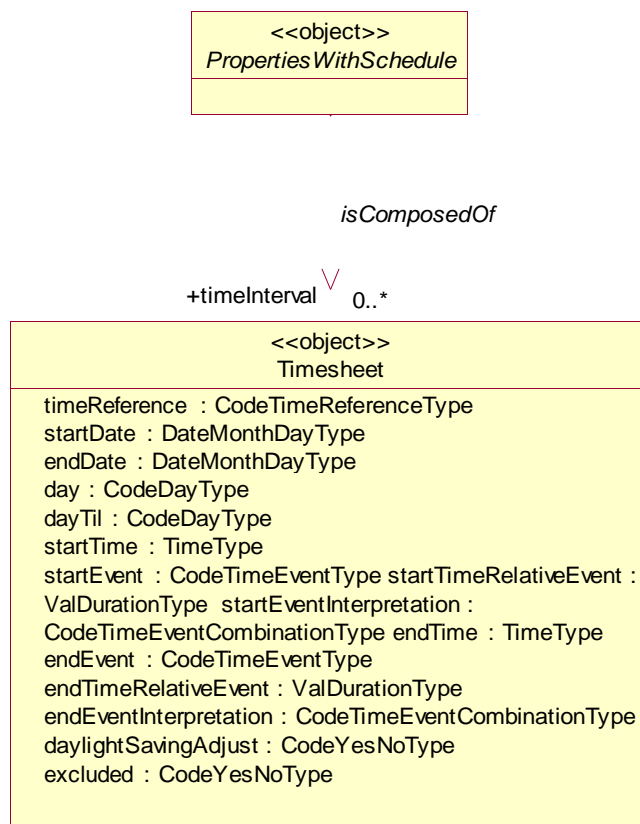 <<object>>
PropertiesWithSchedule
isComposedOf
+timeInterval 0..*
<<object>>
Timesheet
timeReference : CodeTimeReferenceType
startDate : DateMonthDayType
endDate : DateMonthDayType
day : CodeDayType
dayTil : CodeDayType
startTime : TimeType
startEvent : CodeTimeEventType startTimeRelativeEvent :
ValDurationType startEventInterpretation :
CodeTimeEventCombinationType endTime : TimeType
endEvent : CodeTimeEventType
endTimeRelativeEvent : ValDurationType
endEventInterpretation : CodeTimeEventCombinationType
daylightSavingAdjust : CodeYesNoType
excluded : CodeYesNoType